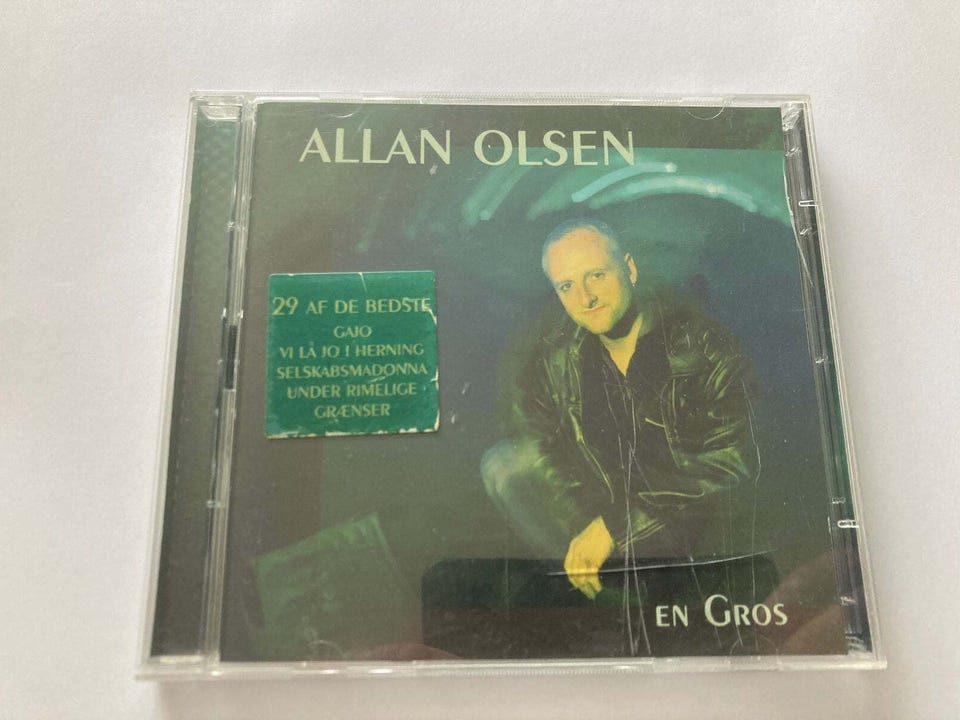 ALLAN OLSEN
29 AF DE BEDSTE
GAJO
VI LÅ JO I HERNING
SELSKABSMADONNA
UNDER RIMELIGE
GRÆNSER
EN GROS